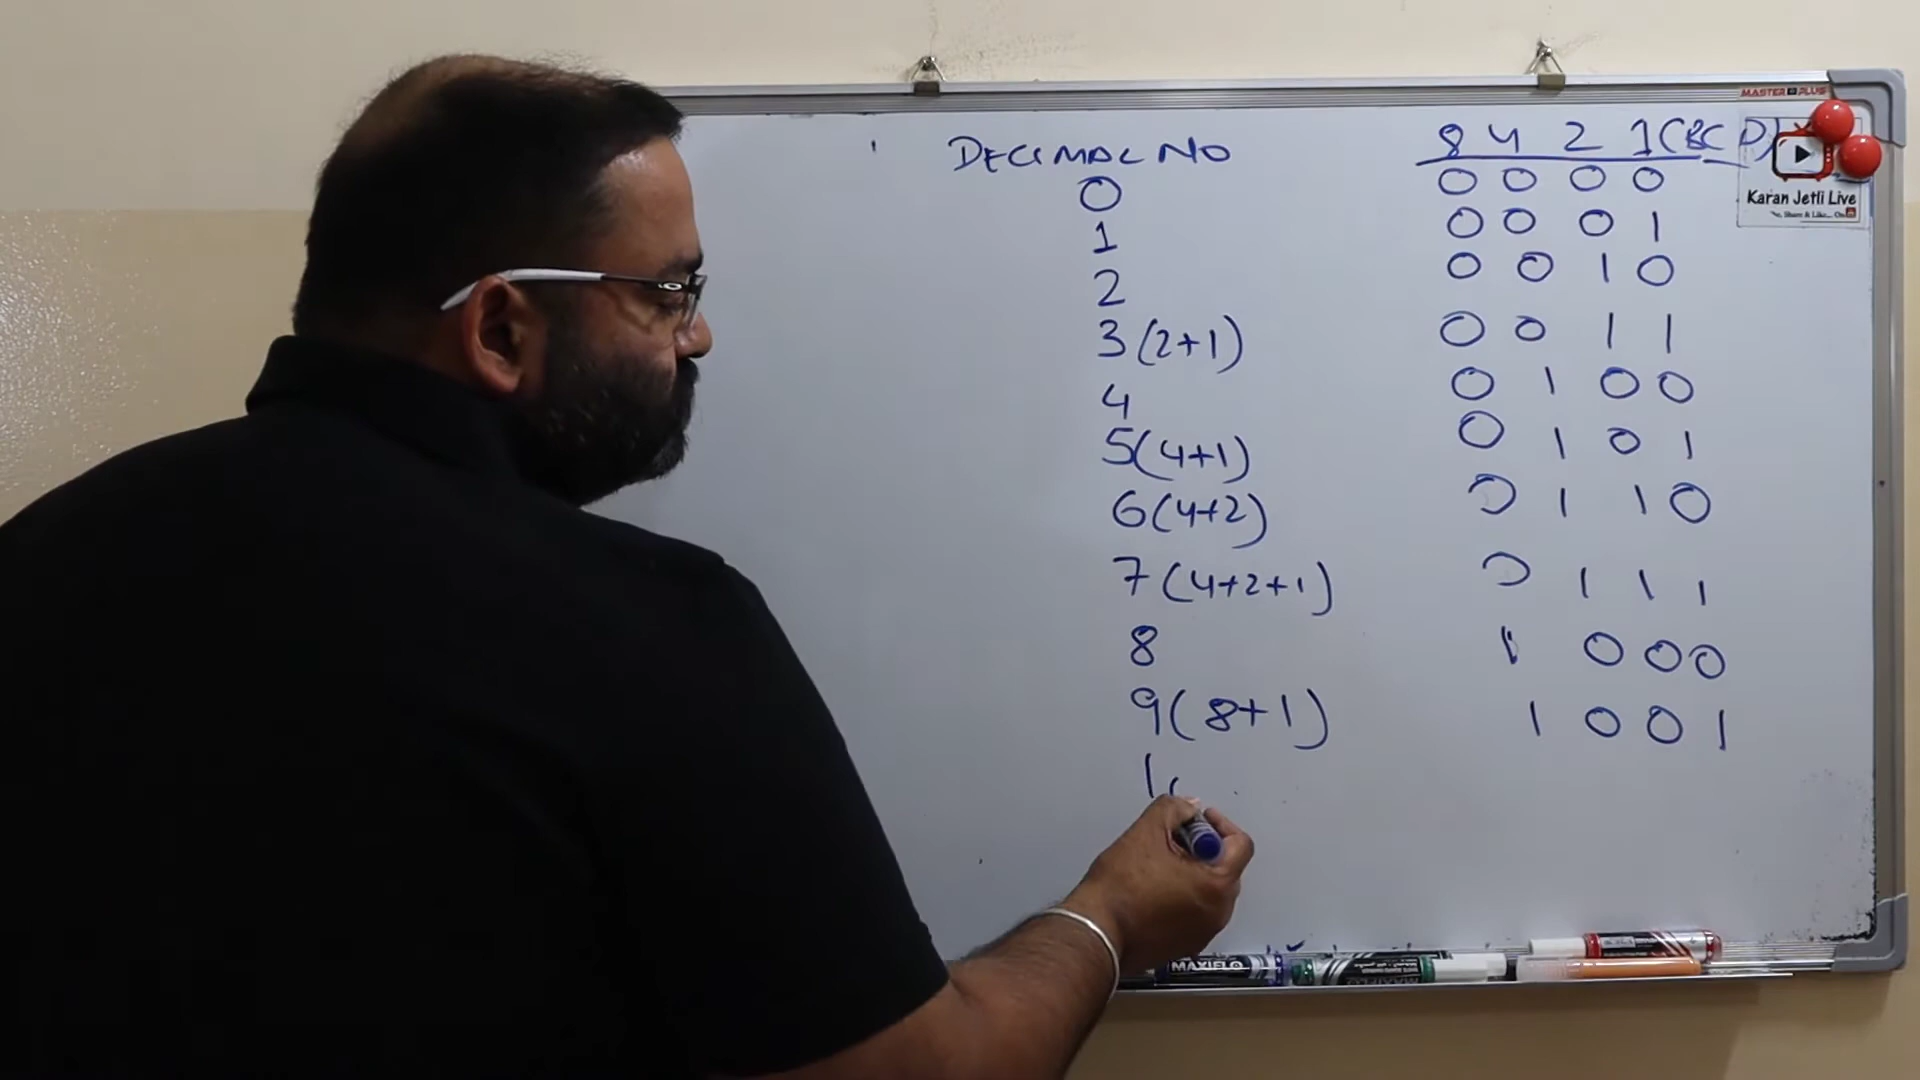 DECIMAL NO 8 4 2 1 (BCD)
0 0 0 0 0
1 0 0 0 1
2 0 0 1 0
3 (2+1) 0 0 1 1
4 0 1 0 0
5 (4+1) 0 1 0 1
6 (4+2) 0 1 1 0
7 (4+2+1) 0 1 1 1
8 1 0 0 0
9 (8+1) 1 0 0 1
1
MASTER PLUS
Karan Jetli Live
Share & Like...
MAXIFLO